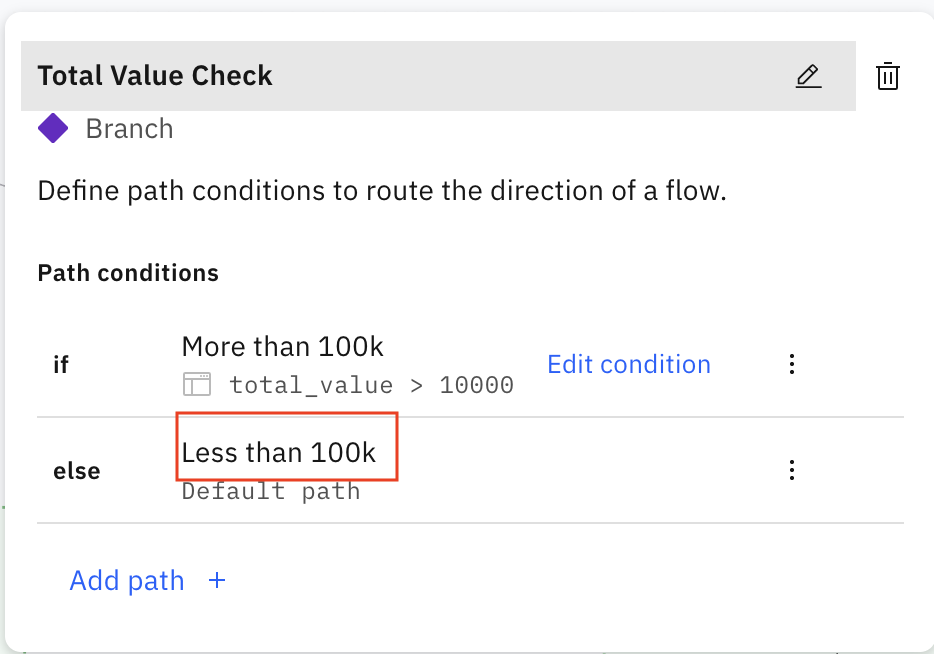 Total Value Check
Branch
Define path conditions to route the direction of a flow.
Path conditions
if
More than 100k
total_value > 10000
Edit condition
else
Less than 100k
Default path
Add path +